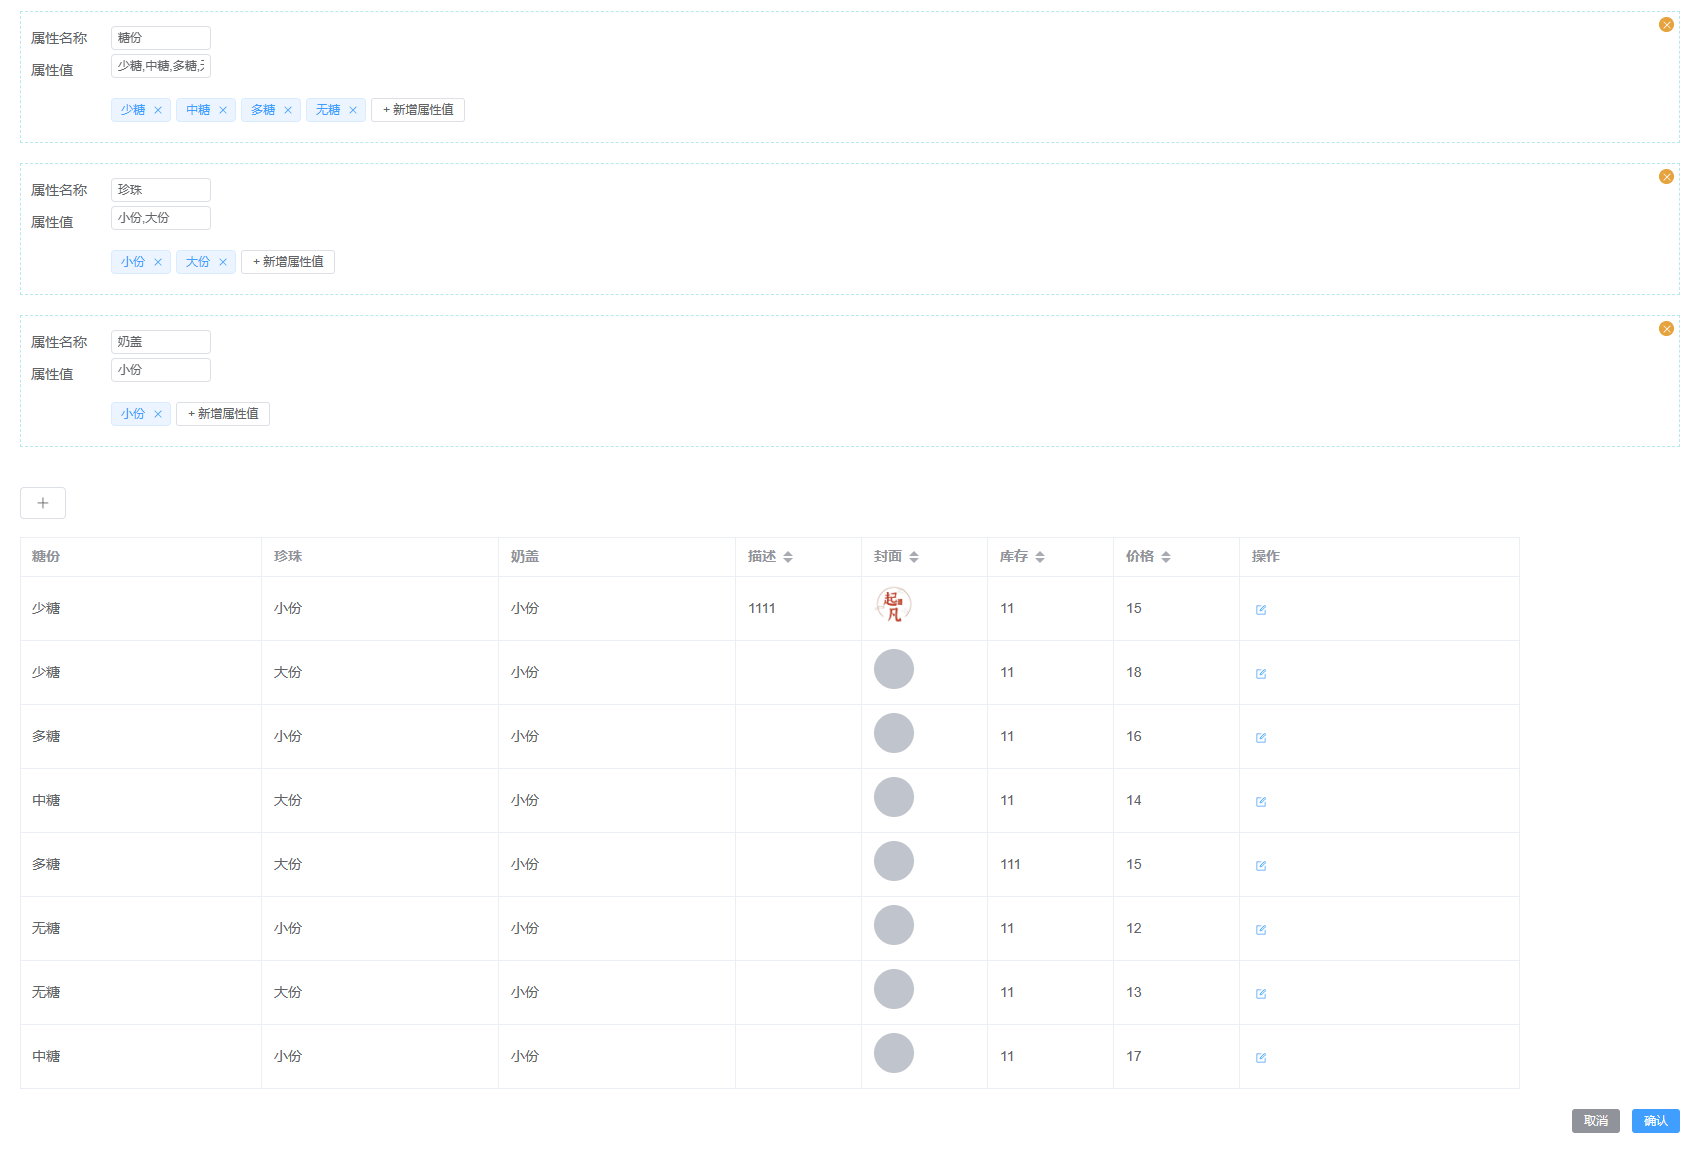 属性名称 糖份
属性值 少糖,中糖,多糖,
少糖 中糖 多糖 无糖 + 新增属性值
属性名称 珍珠
属性值 小份,大份
小份 大份 + 新增属性值
属性名称 奶盖
属性值 小份
小份 + 新增属性值
糖份 珍珠 奶盖 描述 封面 库存 价格 操作
少糖 小份 小份 1111 起凡 11 15
少糖 大份 小份 11 18
多糖 小份 小份 11 16
中糖 大份 小份 11 14
多糖 大份 小份 111 15
无糖 小份 小份 11 12
无糖 大份 小份 11 13
中糖 小份 小份 11 17
取消 确认